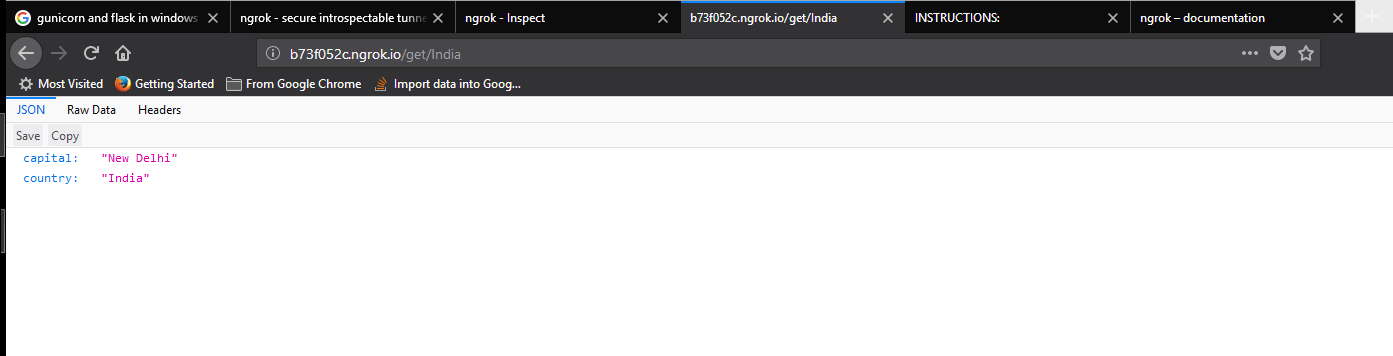 gunicorn and flask in windows
ngrok - secure introspectable tunne
ngrok - Inspect
b73f052c.ngrok.io/get/India
INSTRUCTIONS:
ngrok – documentation
b73f052c.ngrok.io/get/India
Most Visited
Getting Started
From Google Chrome
Import data into Goog...
JSON Raw Data Headers
Save Copy
capital: "New Delhi"
country: "India"